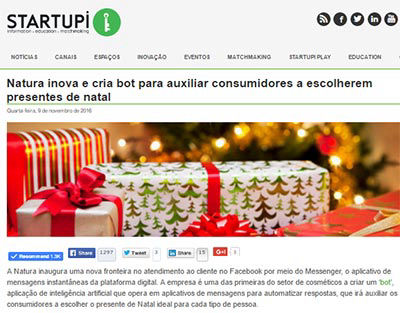 STARTUPi
information • education • matchmaking
NOTÍCIAS CANAIS ESPAÇOS INOVAÇÃO EVENTOS MATCHMAKING STARTUPI PLAY EDUCATION
Natura inova e cria bot para auxiliar consumidores a escolherem
presentes de natal
Quarta-feira, 9 de novembro de 2016
Recommend 1.3K Share 1297 Tweet 3 Share 15 +1 3
A Natura inaugura uma nova fronteira no atendimento ao cliente no Facebook por meio do Messenger, o aplicativo de
mensagens instantâneas da plataforma digital. A empresa é uma das primeiras do setor de cosméticos a criar um 'bot',
aplicação de inteligência artificial que opera em aplicativos de mensagens para automatizar respostas, que irá auxiliar os
consumidores a escolher o presente de Natal ideal para cada tipo de pessoa.